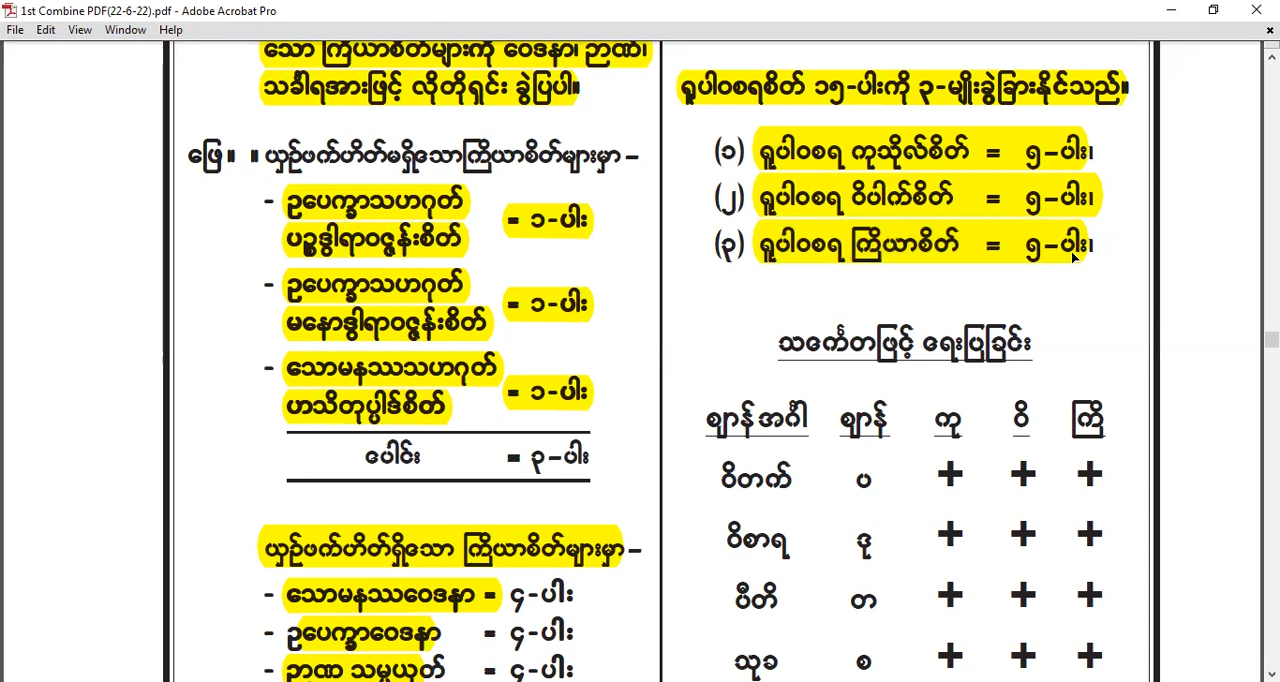 1st Combine PDF(22-6-22).pdf - Adobe Acrobat Pro
File Edit View Window Help
သော ကြိယာစိတ်များကို ဝေဒနာ၊ ဉာဏ်၊
သင်္ခါရအားဖြင့် လိုတိုရှင်း ခွဲပြပါ။
ဖြေ။ ။ ယှဉ်ဖက်ဟိတ်မရှိသောကြိယာစိတ်များမှာ –
- ဥပေက္ခာသဟဂုတ်
ပဉ္စဒွါရာဝဇ္ဇန်းစိတ် = ၁-ပါး
- ဥပေက္ခာသဟဂုတ်
မနောဒွါရာဝဇ္ဇန်းစိတ် = ၁-ပါး
- သောမနဿသဟဂုတ်
ဟသိတုပ္ပါဒ်စိတ် = ၁-ပါး
ပေါင်း = ၃–ပါး
ယှဉ်ဖက်ဟိတ်ရှိသော ကြိယာစိတ်များမှာ –
- သောမနဿဝေဒနာ = ၄-ပါး
- ဥပေက္ခာဝေဒနာ = ၄-ပါး
- ဉာဏ သမ္ပယုတ် = ၄-ပါး
ရူပါဝစရစိတ် ၁၅-ပါးကို ၃-မျိုးခွဲခြားနိုင်သည်။
(၁) ရူပါဝစရ ကုသိုလ်စိတ် = ၅–ပါး၊
(၂) ရူပါဝစရ ဝိပါက်စိတ် = ၅–ပါး၊
(၃) ရူပါဝစရ ကြိယာစိတ် = ၅–ပါး၊
သင်္ကေတဖြင့် ရေးပြခြင်း
ဈာန်အင်္ဂါ ဈာန် ကု ဝိ ကြိ
ဝိတက် ပ + + +
ဝိစာရ ဒု + + +
ပီတိ တ + + +
သုခ စ + + +